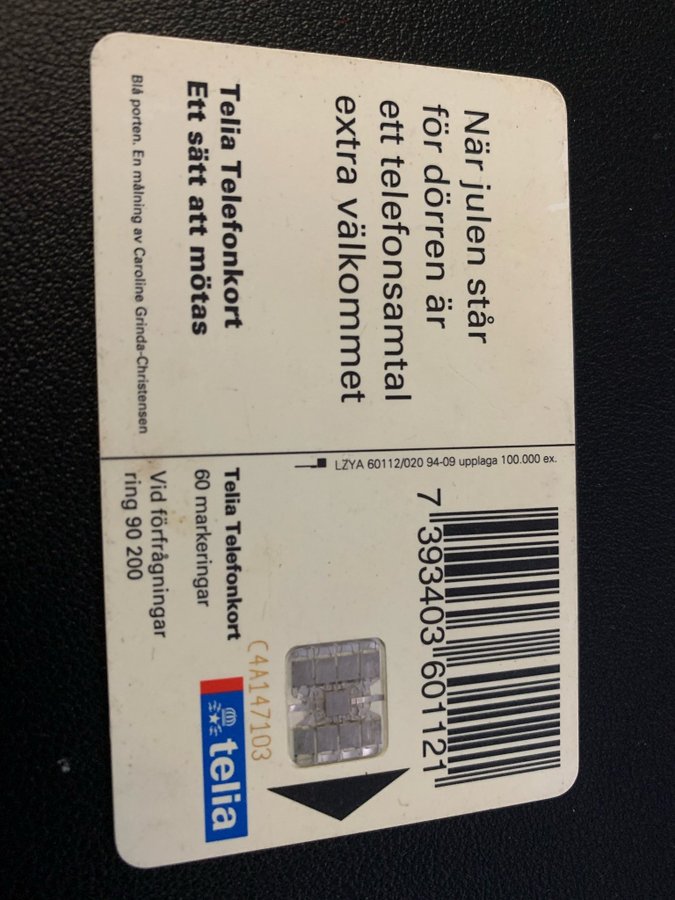 När julen står
för dörren är
ett telefonsamtal
extra välkommet
Telia Telefonkort
Ett sätt att mötas
Blå porten. En målning av Caroline Grinda-Christensen
LZYA 60112/020 94-09 upplaga 100.000 ex.
7 393403 601121
Telia Telefonkort
60 markeringar
Vid förfrågningar
ring 90 200
C4A147103
telia